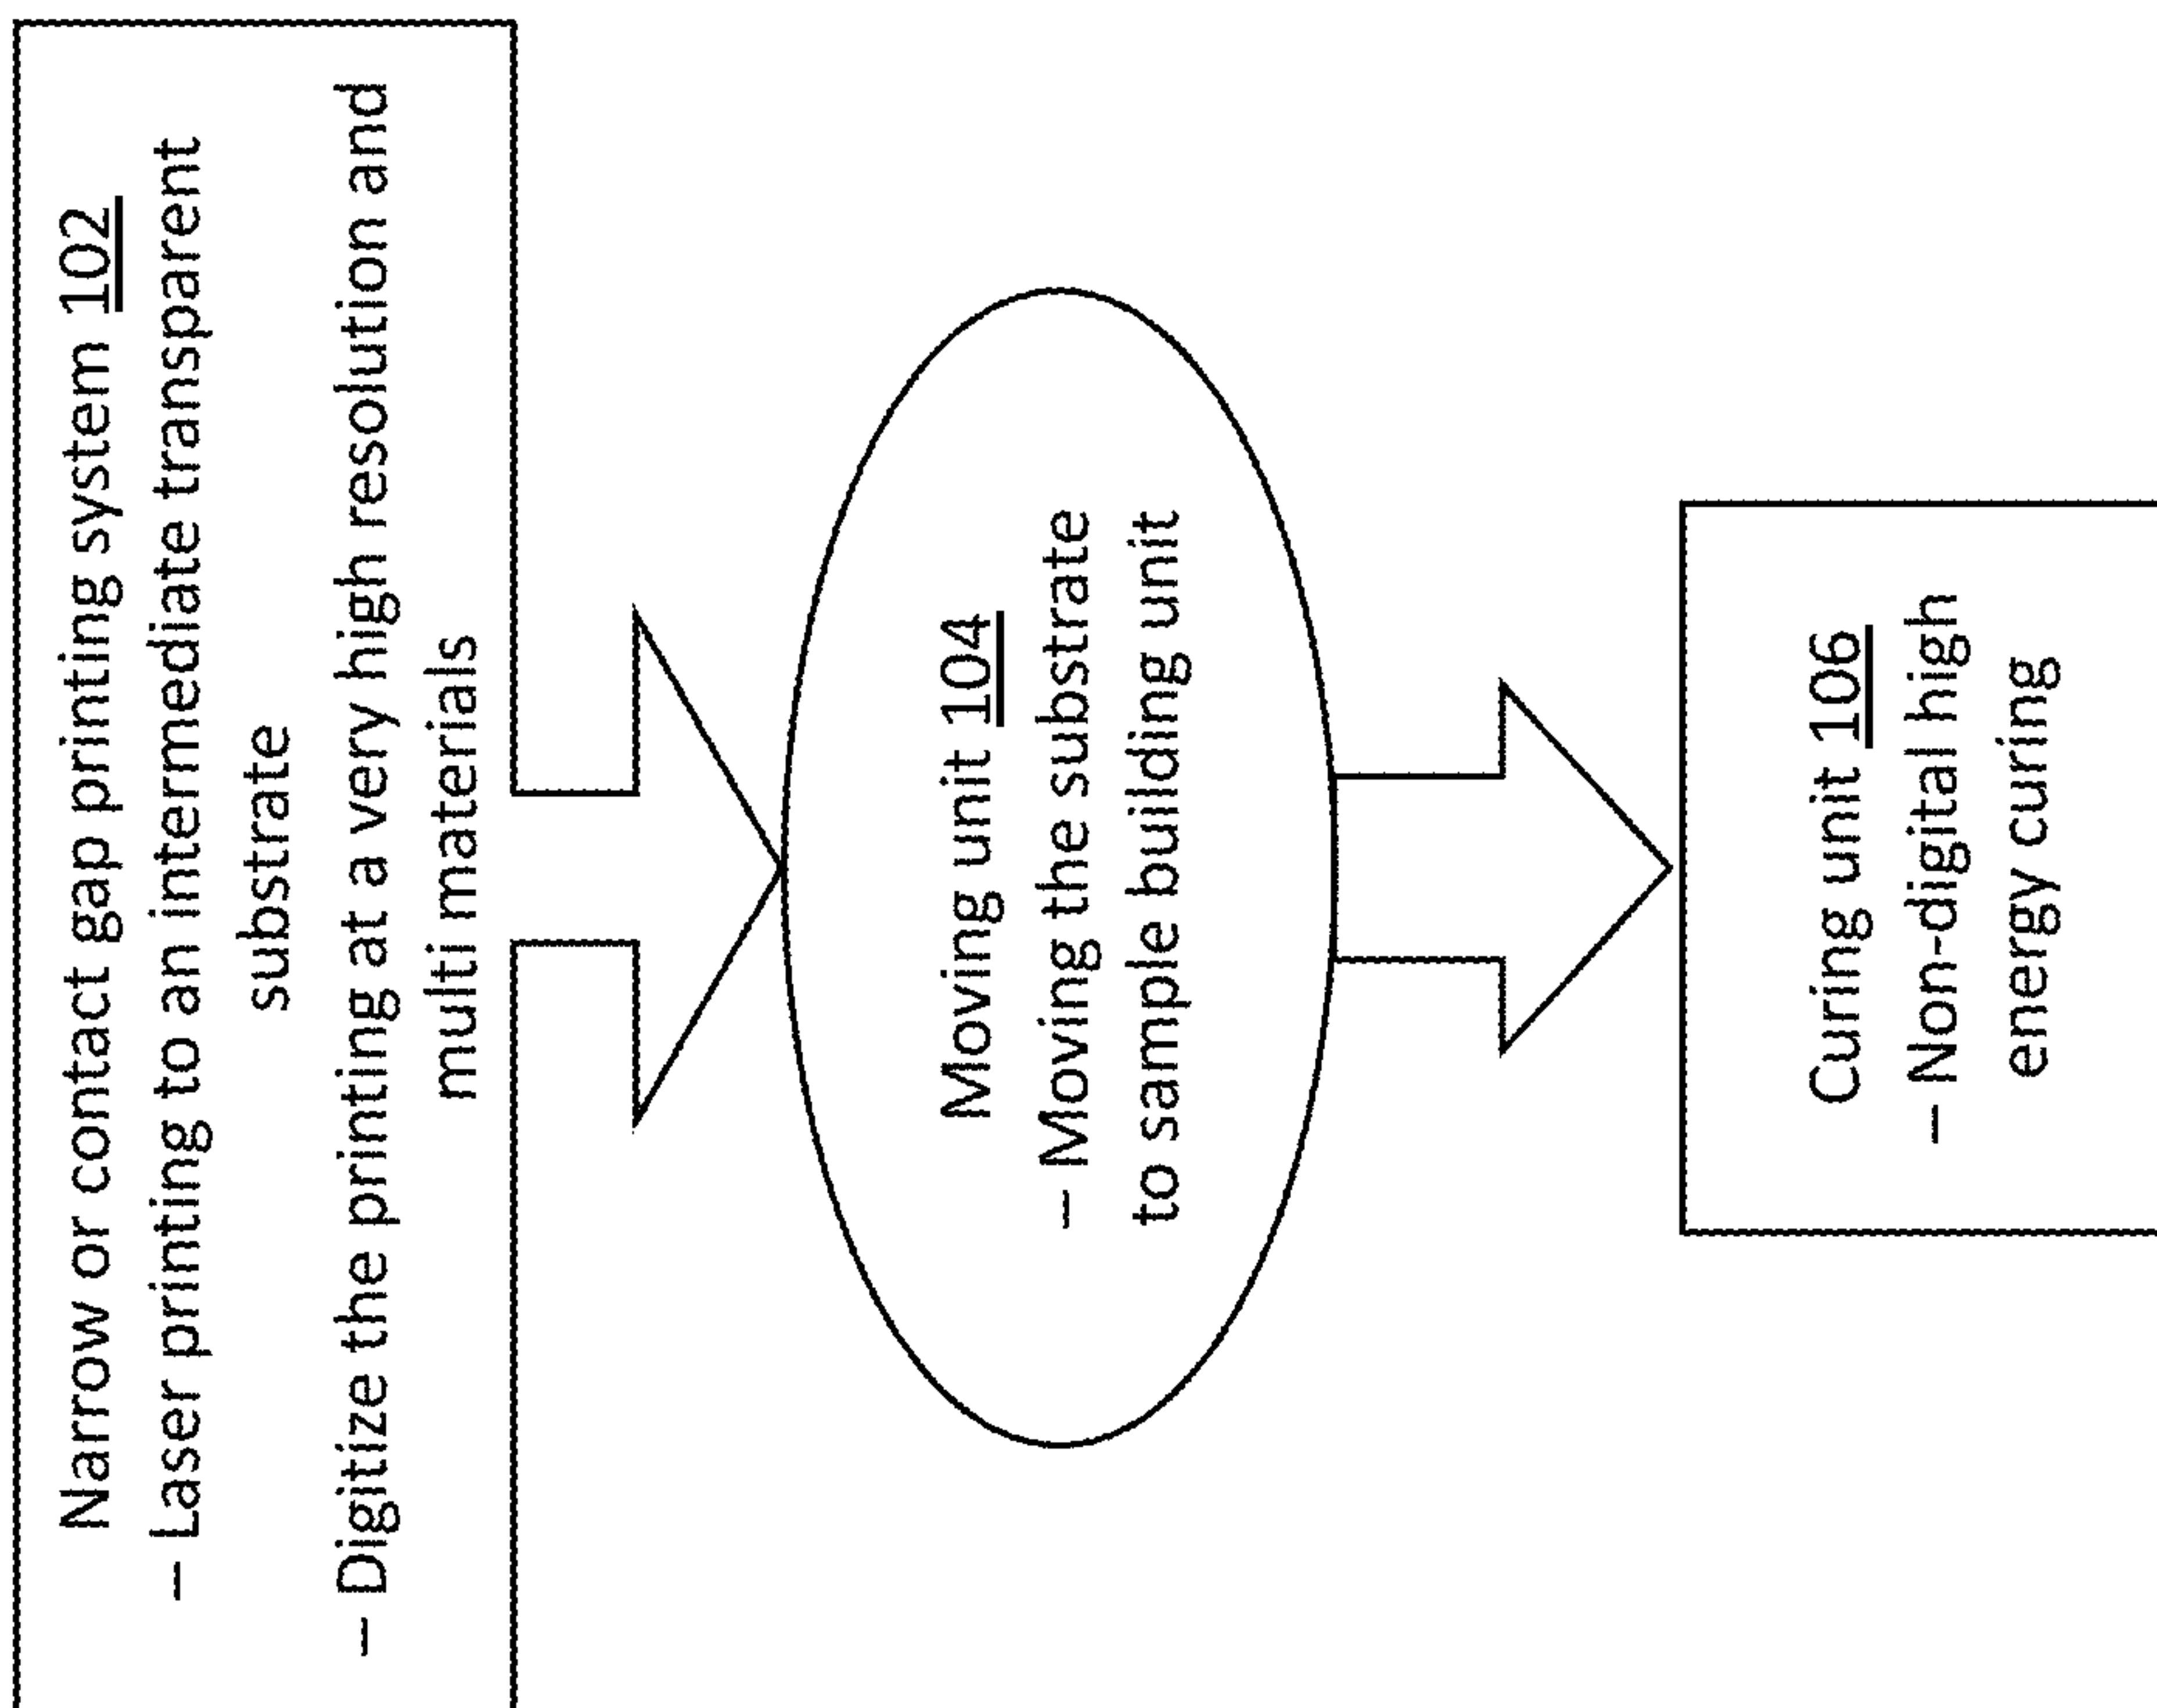 Narrow or contact gap printing system 102
– Laser printing to an intermediate transparent
substrate
– Digitize the printing at a very high resolution and
multi materials
Moving unit 104
– Moving the substrate
to sample building unit
Curing unit 106
– Non-digital high
energy curing